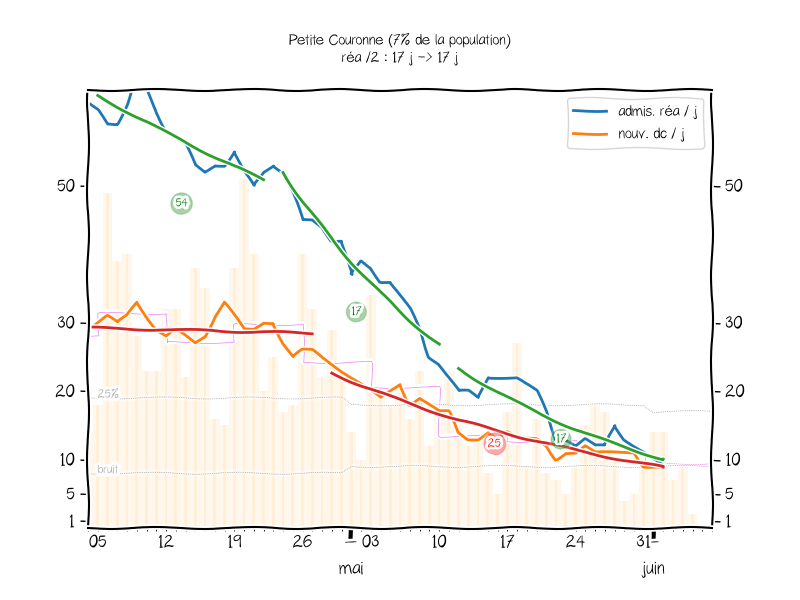 Petite Couronne (7% de la population)
réa /2 : 17 j -> 17 j
admis. réa / j
nouv. dc / j
50
50
54
17
30
30
25%
20
20
17
25
10
10
bruit
5
5
1
1
05 12 19 26 03 10 17 24 31
mai juin